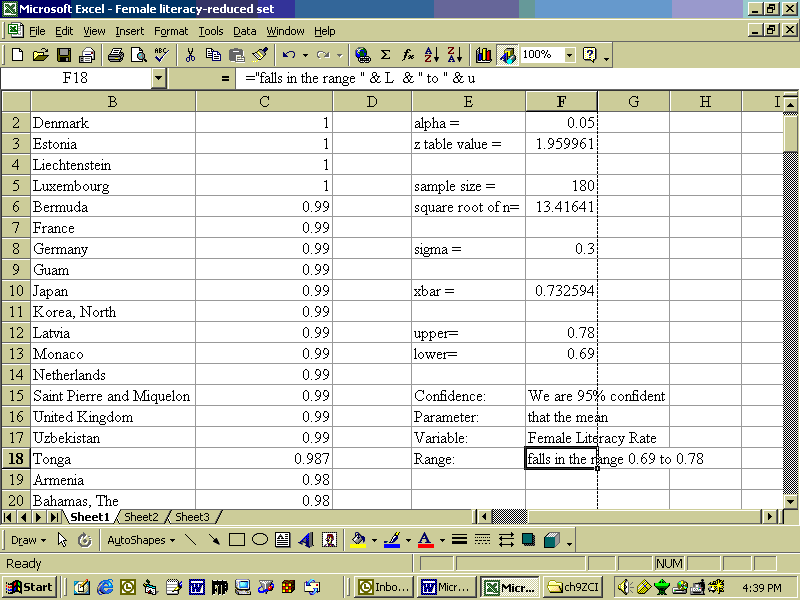 Microsoft Excel - Female literacy-reduced set
File Edit View Insert Format Tools Data Window Help
ABC Σ fx A Z Z A 100% ?
F18 = ="falls in the range " & L & " to " & u
B C D E F G H I
2 Denmark 1 alpha = 0.05
3 Estonia 1 z table value = 1.959961
4 Liechtenstein 1
5 Luxembourg 1 sample size = 180
6 Bermuda 0.99 square root of n= 13.41641
7 France 0.99
8 Germany 0.99 sigma = 0.3
9 Guam 0.99
10 Japan 0.99 xbar = 0.732594
11 Korea, North 0.99
12 Latvia 0.99 upper= 0.78
13 Monaco 0.99 lower= 0.69
14 Netherlands 0.99
15 Saint Pierre and Miquelon 0.99 Confidence: We are 95% confident
16 United Kingdom 0.99 Parameter: that the mean
17 Uzbekistan 0.99 Variable: Female Literacy Rate
18 Tonga 0.987 Range: falls in the range 0.69 to 0.78
19 Armenia 0.98
20 Bahamas, The 0.98
Sheet1 Sheet2 Sheet3
Draw AutoShapes A A
Ready NUM
Start Inbo... Micr... Micr... ch9ZCI 4:39 PM